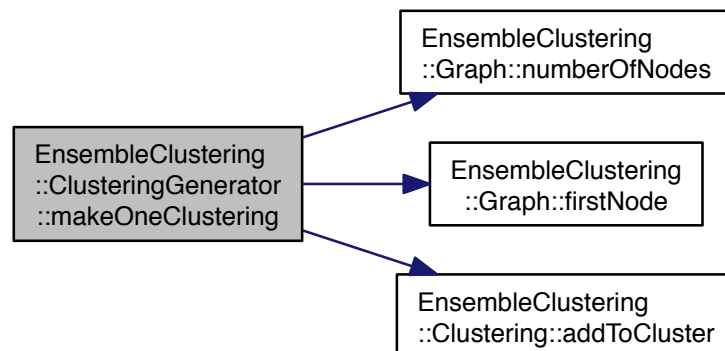 EnsembleClustering
::ClusteringGenerator
::makeOneClustering
EnsembleClustering
::Graph::numberOfNodes
EnsembleClustering
::Graph::firstNode
EnsembleClustering
::Clustering::addToCluster